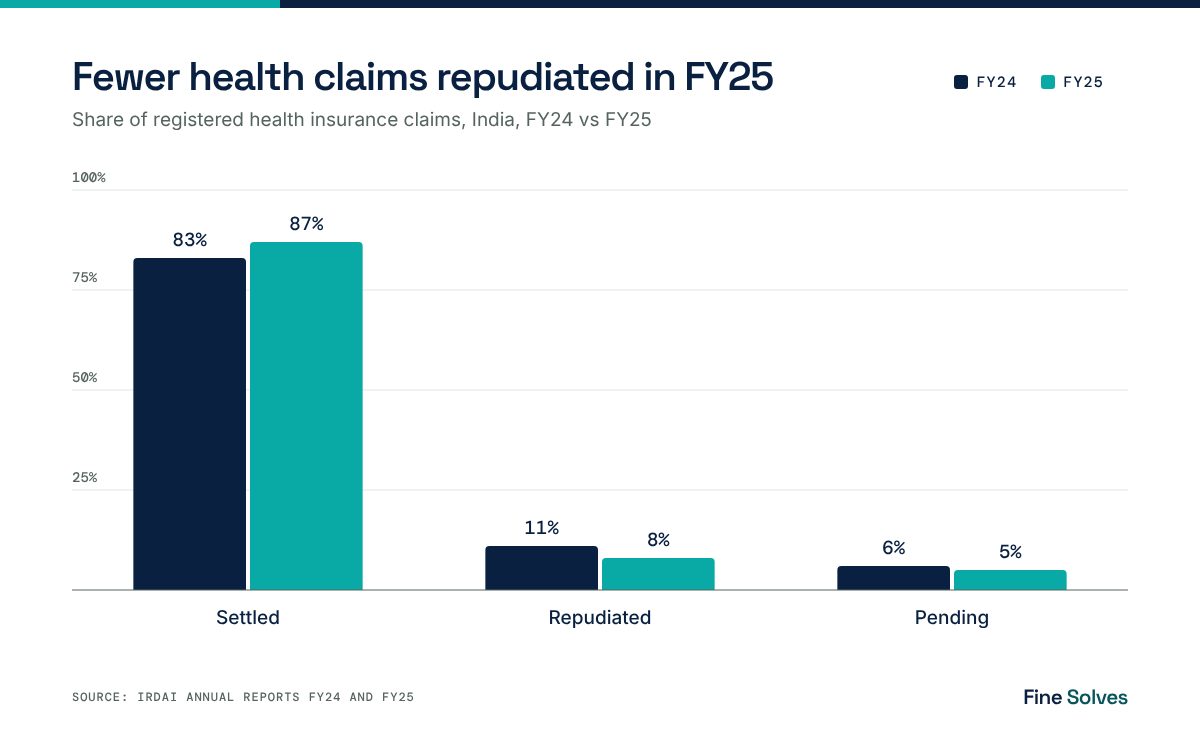 Fewer health claims repudiated in FY25
FY24 FY25
Share of registered health insurance claims, India, FY24 vs FY25
100%
87%
83%
75%
50%
25%
11%
8%
6%
5%
Settled Repudiated Pending
SOURCE: IRDAI ANNUAL REPORTS FY24 AND FY25
Fine Solves